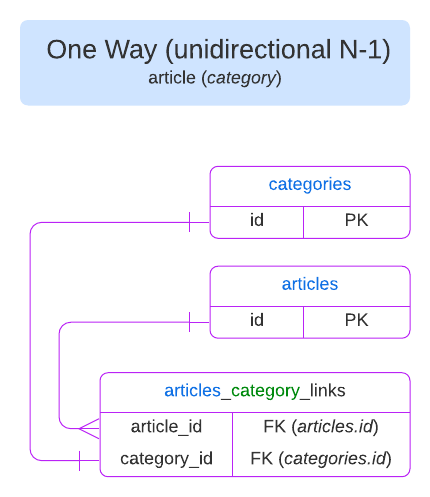 One Way (unidirectional N-1)
article (category)
categories
id PK
articles
id PK
articles_category_links
article_id FK (articles.id)
category_id FK (categories.id)